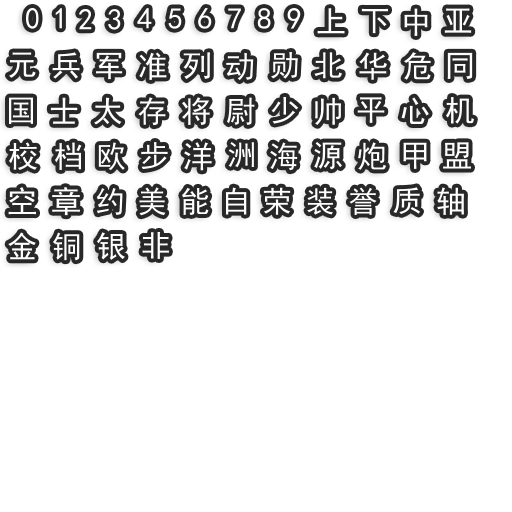 0 1 2 3 4 5 6 7 8 9 上 下 中 亚
元 兵 军 准 列 动 勋 北 华 危 同
国 士 太 存 将 尉 少 帅 平 心 机
校 档 欧 步 洋 洲 海 源 炮 甲 盟
空 章 约 美 能 自 荣 装 誉 质 轴
金 铜 银 非